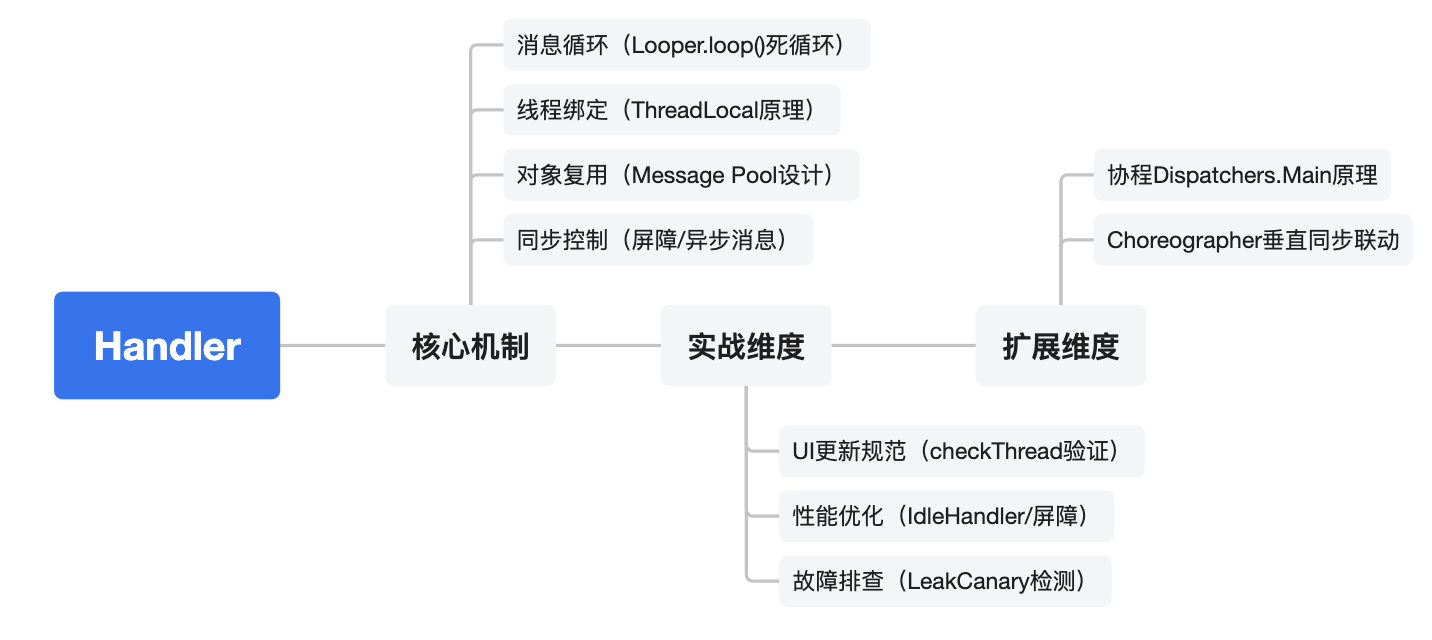 消息循环（Looper.loop()死循环）
线程绑定（ThreadLocal原理）
对象复用（Message Pool设计）
同步控制（屏障/异步消息）
协程Dispatchers.Main原理
Choreographer垂直同步联动
Handler
核心机制
实战维度
扩展维度
UI更新规范（checkThread验证）
性能优化（IdleHandler/屏障）
故障排查（LeakCanary检测）